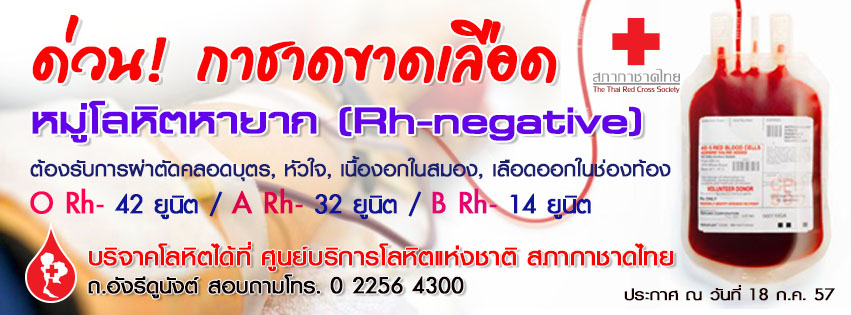 ด่วน! กาชาดขาดเลือด
สภากาชาดไทย
The Thai Red Cross Society
หมู่โลหิตหายาก (Rh-negative)
ต้องรับการผ่าตัดคลอดบุตร, หัวใจ, เนื้องอกในสมอง, เลือดออกในช่องท้อง
O Rh- 42 ยูนิต / A Rh- 32 ยูนิต / B Rh- 14 ยูนิต
บริจาคโลหิตได้ที่ ศูนย์บริการโลหิตแห่งชาติ สภากาชาดไทย
ถ.อังรีดูนังต์ สอบถามโทร. 0 2256 4300
ประกาศ ณ วันที่ 18 ก.ค. 57
RED BLOOD CELLS
VOLUNTEER DONOR